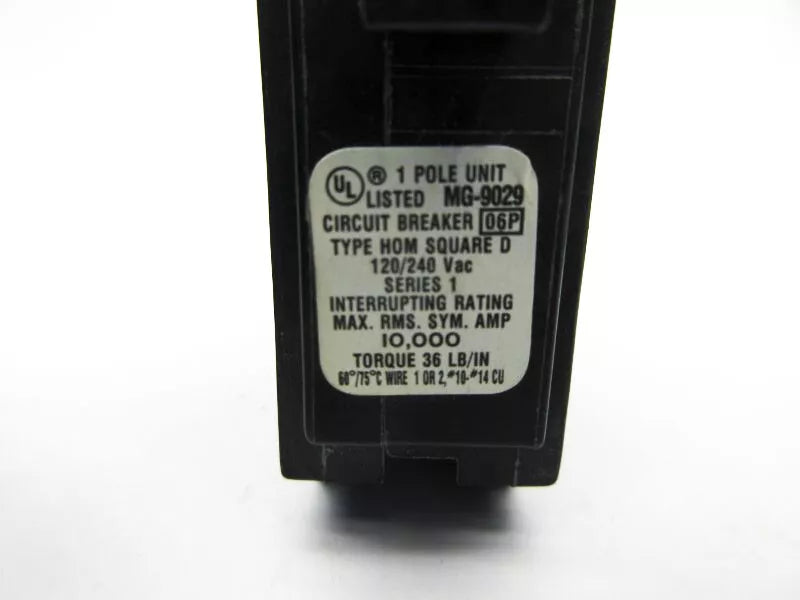 UL ® 1 POLE UNIT
LISTED MG-9029
CIRCUIT BREAKER 06P
TYPE HOM SQUARE D
120/240 Vac
SERIES 1
INTERRUPTING RATING
MAX. RMS. SYM. AMP
10,000
TORQUE 36 LB/IN
60°/75°C WIRE 1 OR 2, #10-#14 CU